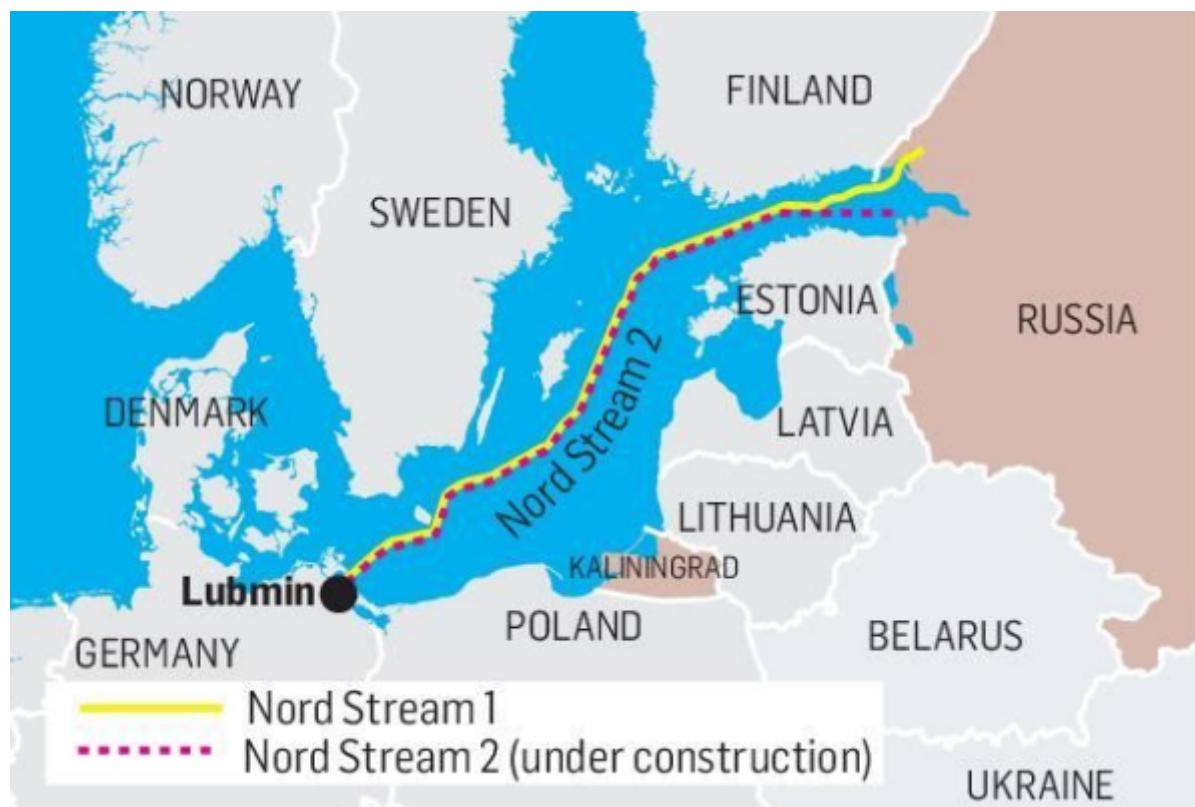 NORWAY
FINLAND
SWEDEN
ESTONIA
RUSSIA
Nord Stream 2
DENMARK
LATVIA
LITHUANIA
KALININGRAD
Lubmin
POLAND
BELARUS
GERMANY
Nord Stream 1
Nord Stream 2 (under construction)
UKRAINE